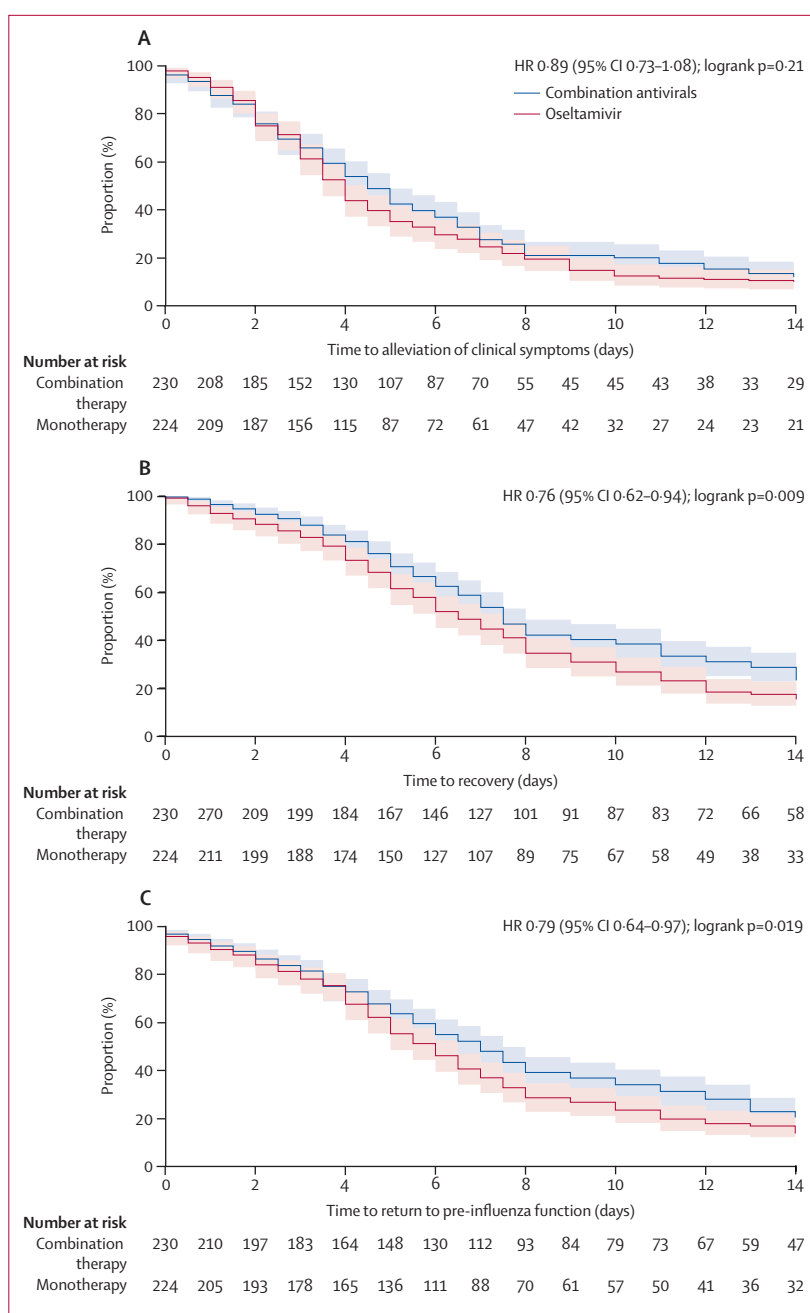 A
HR 0·89 (95% CI 0·73–1·08); logrank p=0·21
Combination antivirals
Oseltamivir
Proportion (%)
100
80
60
40
20
0
0 2 4 6 8 10 12 14
Time to alleviation of clinical symptoms (days)
Number at risk
Combination
therapy
230 208 185 152 130 107 87 70 55 45 45 43 38 33 29
Monotherapy 224 209 187 156 115 87 72 61 47 42 32 27 24 23 21
B
HR 0·76 (95% CI 0·62–0·94); logrank p=0·009
Proportion (%)
100
80
60
40
20
0
0 2 4 6 8 10 12 14
Time to recovery (days)
Number at risk
Combination
therapy
230 270 209 199 184 167 146 127 101 91 87 83 72 66 58
Monotherapy 224 211 199 188 174 150 127 107 89 75 67 58 49 38 33
C
HR 0·79 (95% CI 0·64–0·97); logrank p=0·019
Proportion (%)
100
80
60
40
20
0
0 2 4 6 8 10 12 14
Time to return to pre-influenza function (days)
Number at risk
Combination
therapy
230 210 197 183 164 148 130 112 93 84 79 73 67 59 47
Monotherapy 224 205 193 178 165 136 111 88 70 61 57 50 41 36 32